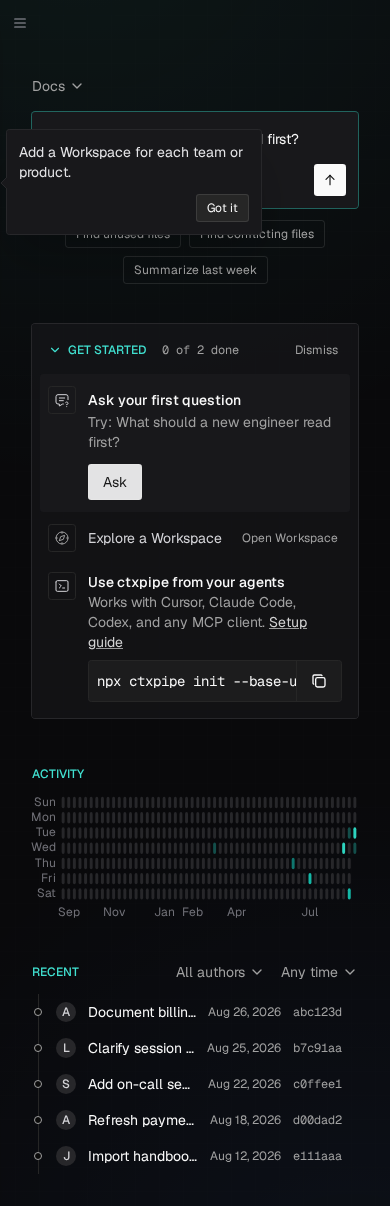 Docs
first?
Add a Workspace for each team or
product.
Got it
Find unused files
Find conflicting files
Summarize last week
GET STARTED 0 of 2 done Dismiss
Ask your first question
Try: What should a new engineer read
first?
Ask
Explore a Workspace Open Workspace
Use ctxpipe from your agents
Works with Cursor, Claude Code,
Codex, and any MCP client. Setup
guide
npx ctxpipe init --base-u
ACTIVITY
Sun
Mon
Tue
Wed
Thu
Fri
Sat
Sep Nov Jan Feb Apr Jul
RECENT All authors Any time
A Document billin... Aug 26, 2026 abc123d
L Clarify session ... Aug 25, 2026 b7c91aa
S Add on-call se... Aug 22, 2026 c0ffee1
A Refresh payme... Aug 18, 2026 d00dad2
J Import handboo... Aug 12, 2026 e111aaa